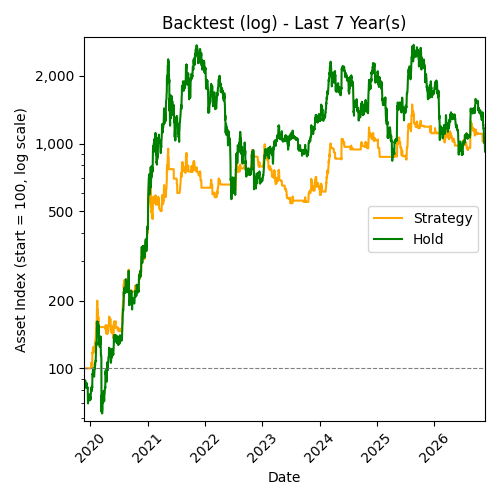 Backtest (log) - Last 7 Year(s)
Asset Index (start = 100, log scale)
2,000
1,000
500
200
100
Strategy
Hold
2020
2021
2022
2023
2024
2025
2026
Date